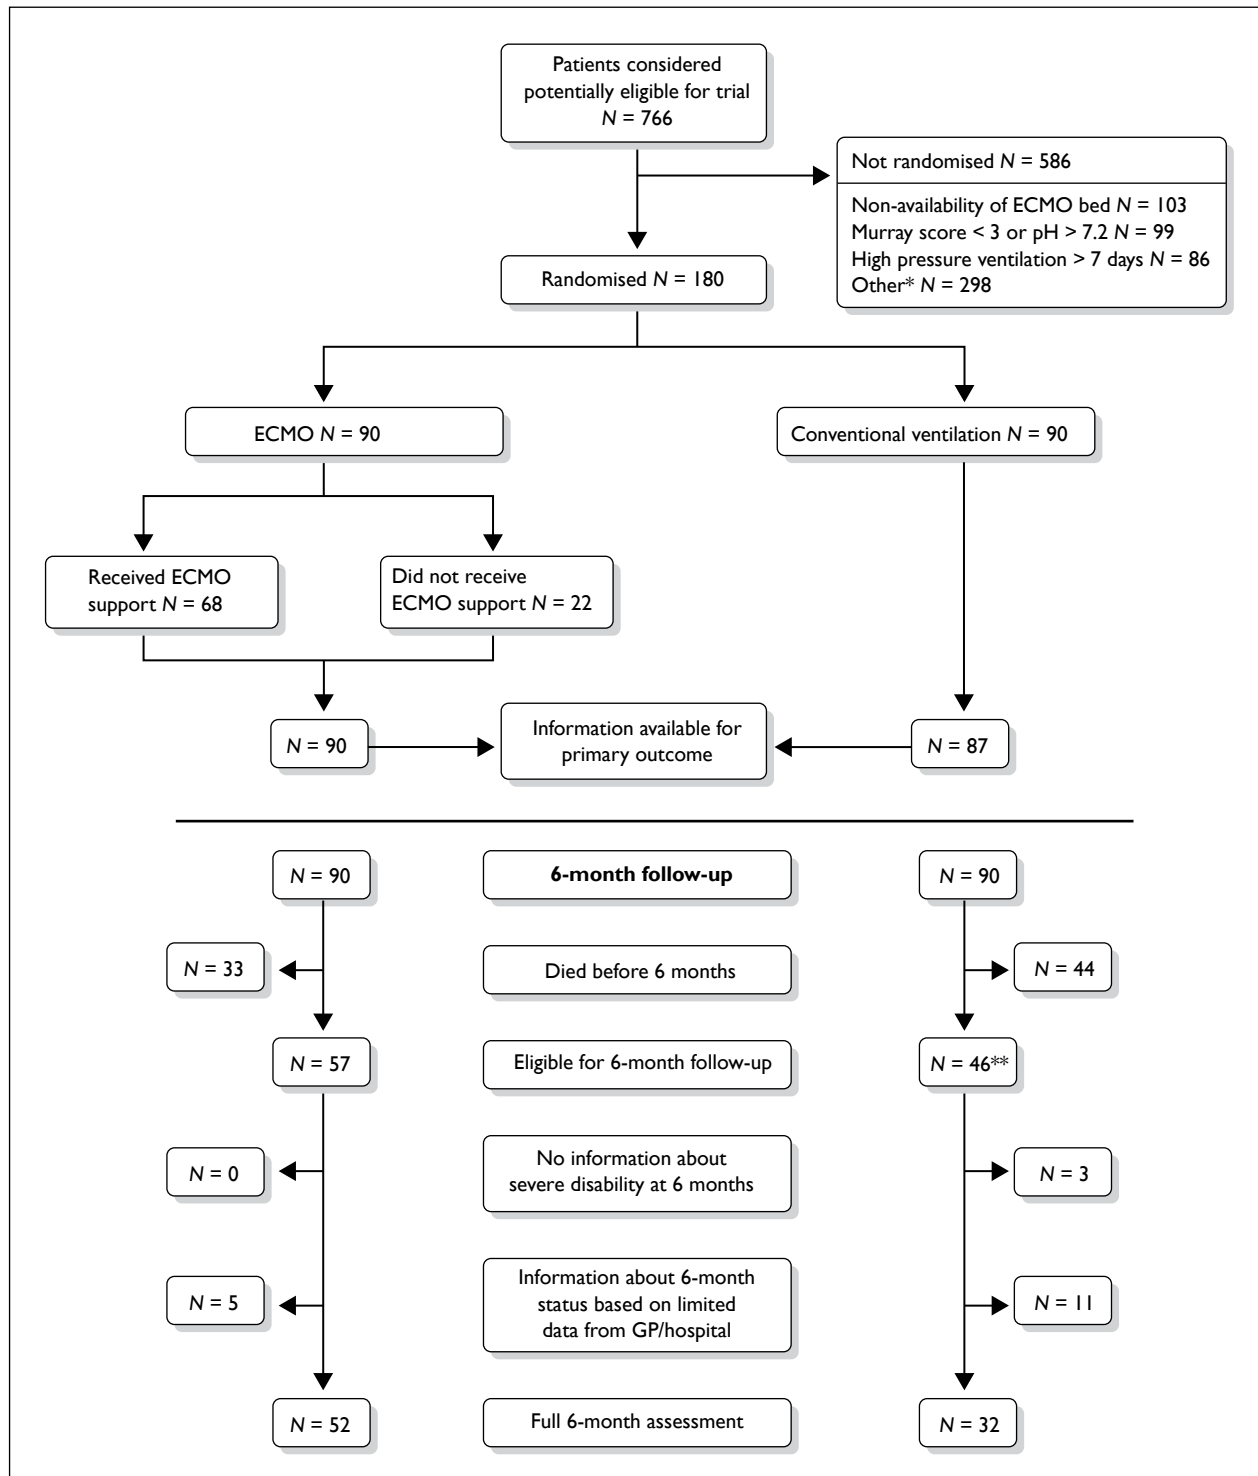 Patients considered
potentially eligible for trial
N = 766
Not randomised N = 586
Non-availability of ECMO bed N = 103
Murray score < 3 or pH > 7.2 N = 99
High pressure ventilation > 7 days N = 86
Other* N = 298
Randomised N = 180
ECMO N = 90
Conventional ventilation N = 90
Received ECMO
support N = 68
Did not receive
ECMO support N = 22
N = 90
Information available for
primary outcome
N = 87
N = 90
6-month follow-up
N = 90
N = 33
Died before 6 months
N = 44
N = 57
Eligible for 6-month follow-up
N = 46**
N = 0
No information about
severe disability at 6 months
N = 3
N = 5
Information about 6-month
status based on limited
data from GP/hospital
N = 11
N = 52
Full 6-month assessment
N = 32